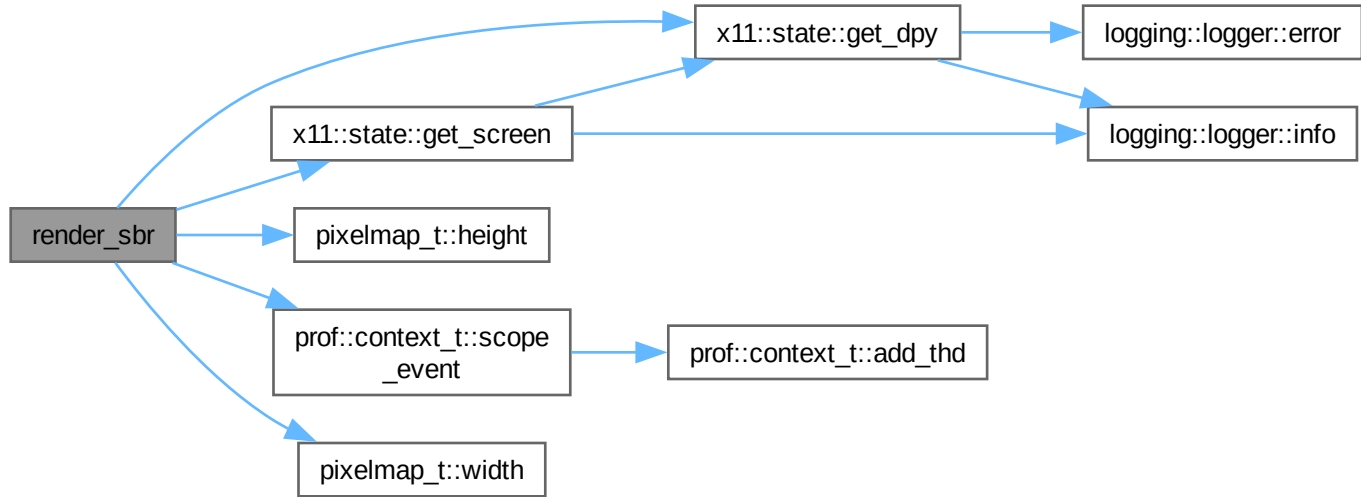 x11::state::get_dpy
logging::logger::error
x11::state::get_screen
logging::logger::info
render_sbr
pixelmap_t::height
prof::context_t::scope
_event
prof::context_t::add_thd
pixelmap_t::width